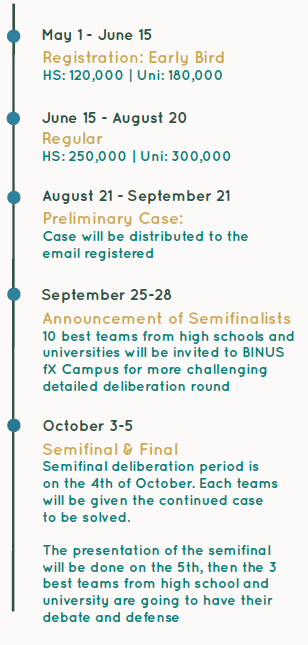 May 1 - June 15
Registration: Early Bird
HS: 120,000 | Uni: 180,000
June 15 - August 20
Regular
HS: 250,000 | Uni: 300,000
August 21 - September 21
Preliminary Case:
Case will be distributed to the
email registered
September 25-28
Announcement of Semifinalists
10 best teams from high schools and
universities will be invited to BINUS
fX Campus for more challenging
detailed deliberation round
October 3-5
Semifinal & Final
Semifinal deliberation period is
on the 4th of October. Each teams
will be given the continued case
to be solved.
The presentation of the semifinal
will be done on the 5th, then the 3
best teams from high school and
university are going to have their
debate and defense